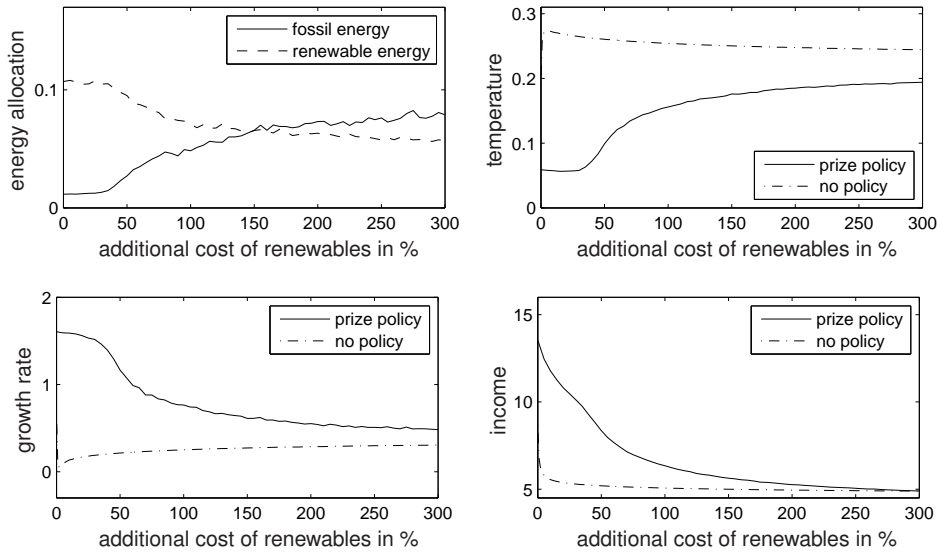 fossil energy
renewable energy
energy allocation
0.1
0
0 50 100 150 200 250 300
additional cost of renewables in %
0.3
0.2
0.1
0
temperature
prize policy
no policy
0 50 100 150 200 250 300
additional cost of renewables in %
2
1
0
growth rate
prize policy
no policy
0 50 100 150 200 250 300
additional cost of renewables in %
15
10
5
income
prize policy
no policy
0 50 100 150 200 250 300
additional cost of renewables in %